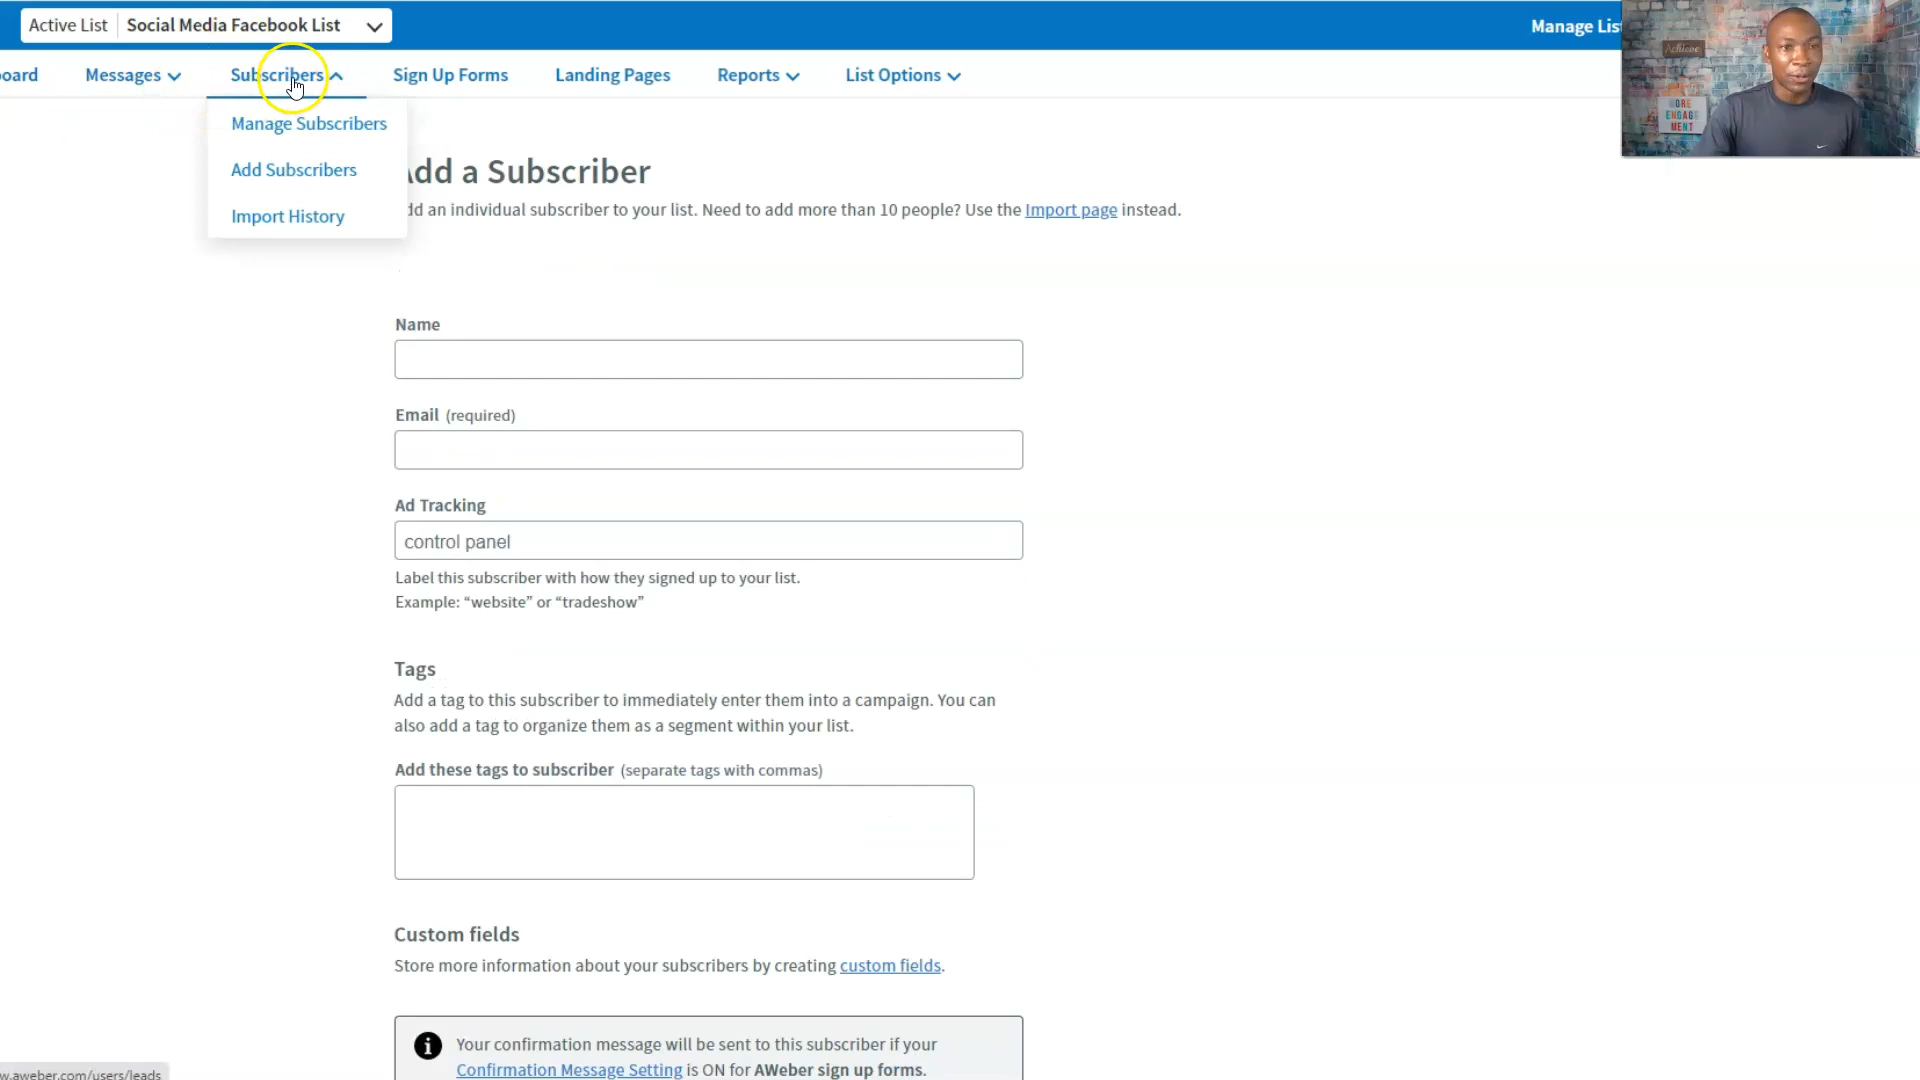 Active List Social Media Facebook List
Manage Lis
oard Messages Subscribers Sign Up Forms Landing Pages Reports List Options
Manage Subscribers
Add Subscribers
Import History
Add a Subscriber
dd an individual subscriber to your list. Need to add more than 10 people? Use the Import page instead.
Name
Email (required)
Ad Tracking
control panel
Label this subscriber with how they signed up to your list.
Example: “website” or “tradeshow”
Tags
Add a tag to this subscriber to immediately enter them into a campaign. You can
also add a tag to organize them as a segment within your list.
Add these tags to subscriber (separate tags with commas)
Custom fields
Store more information about your subscribers by creating custom fields.
Your confirmation message will be sent to this subscriber if your
Confirmation Message Setting is ON for AWeber sign up forms.
w.aweber.com/users/leads
Achieve
ORE
ENGAGE
MENT